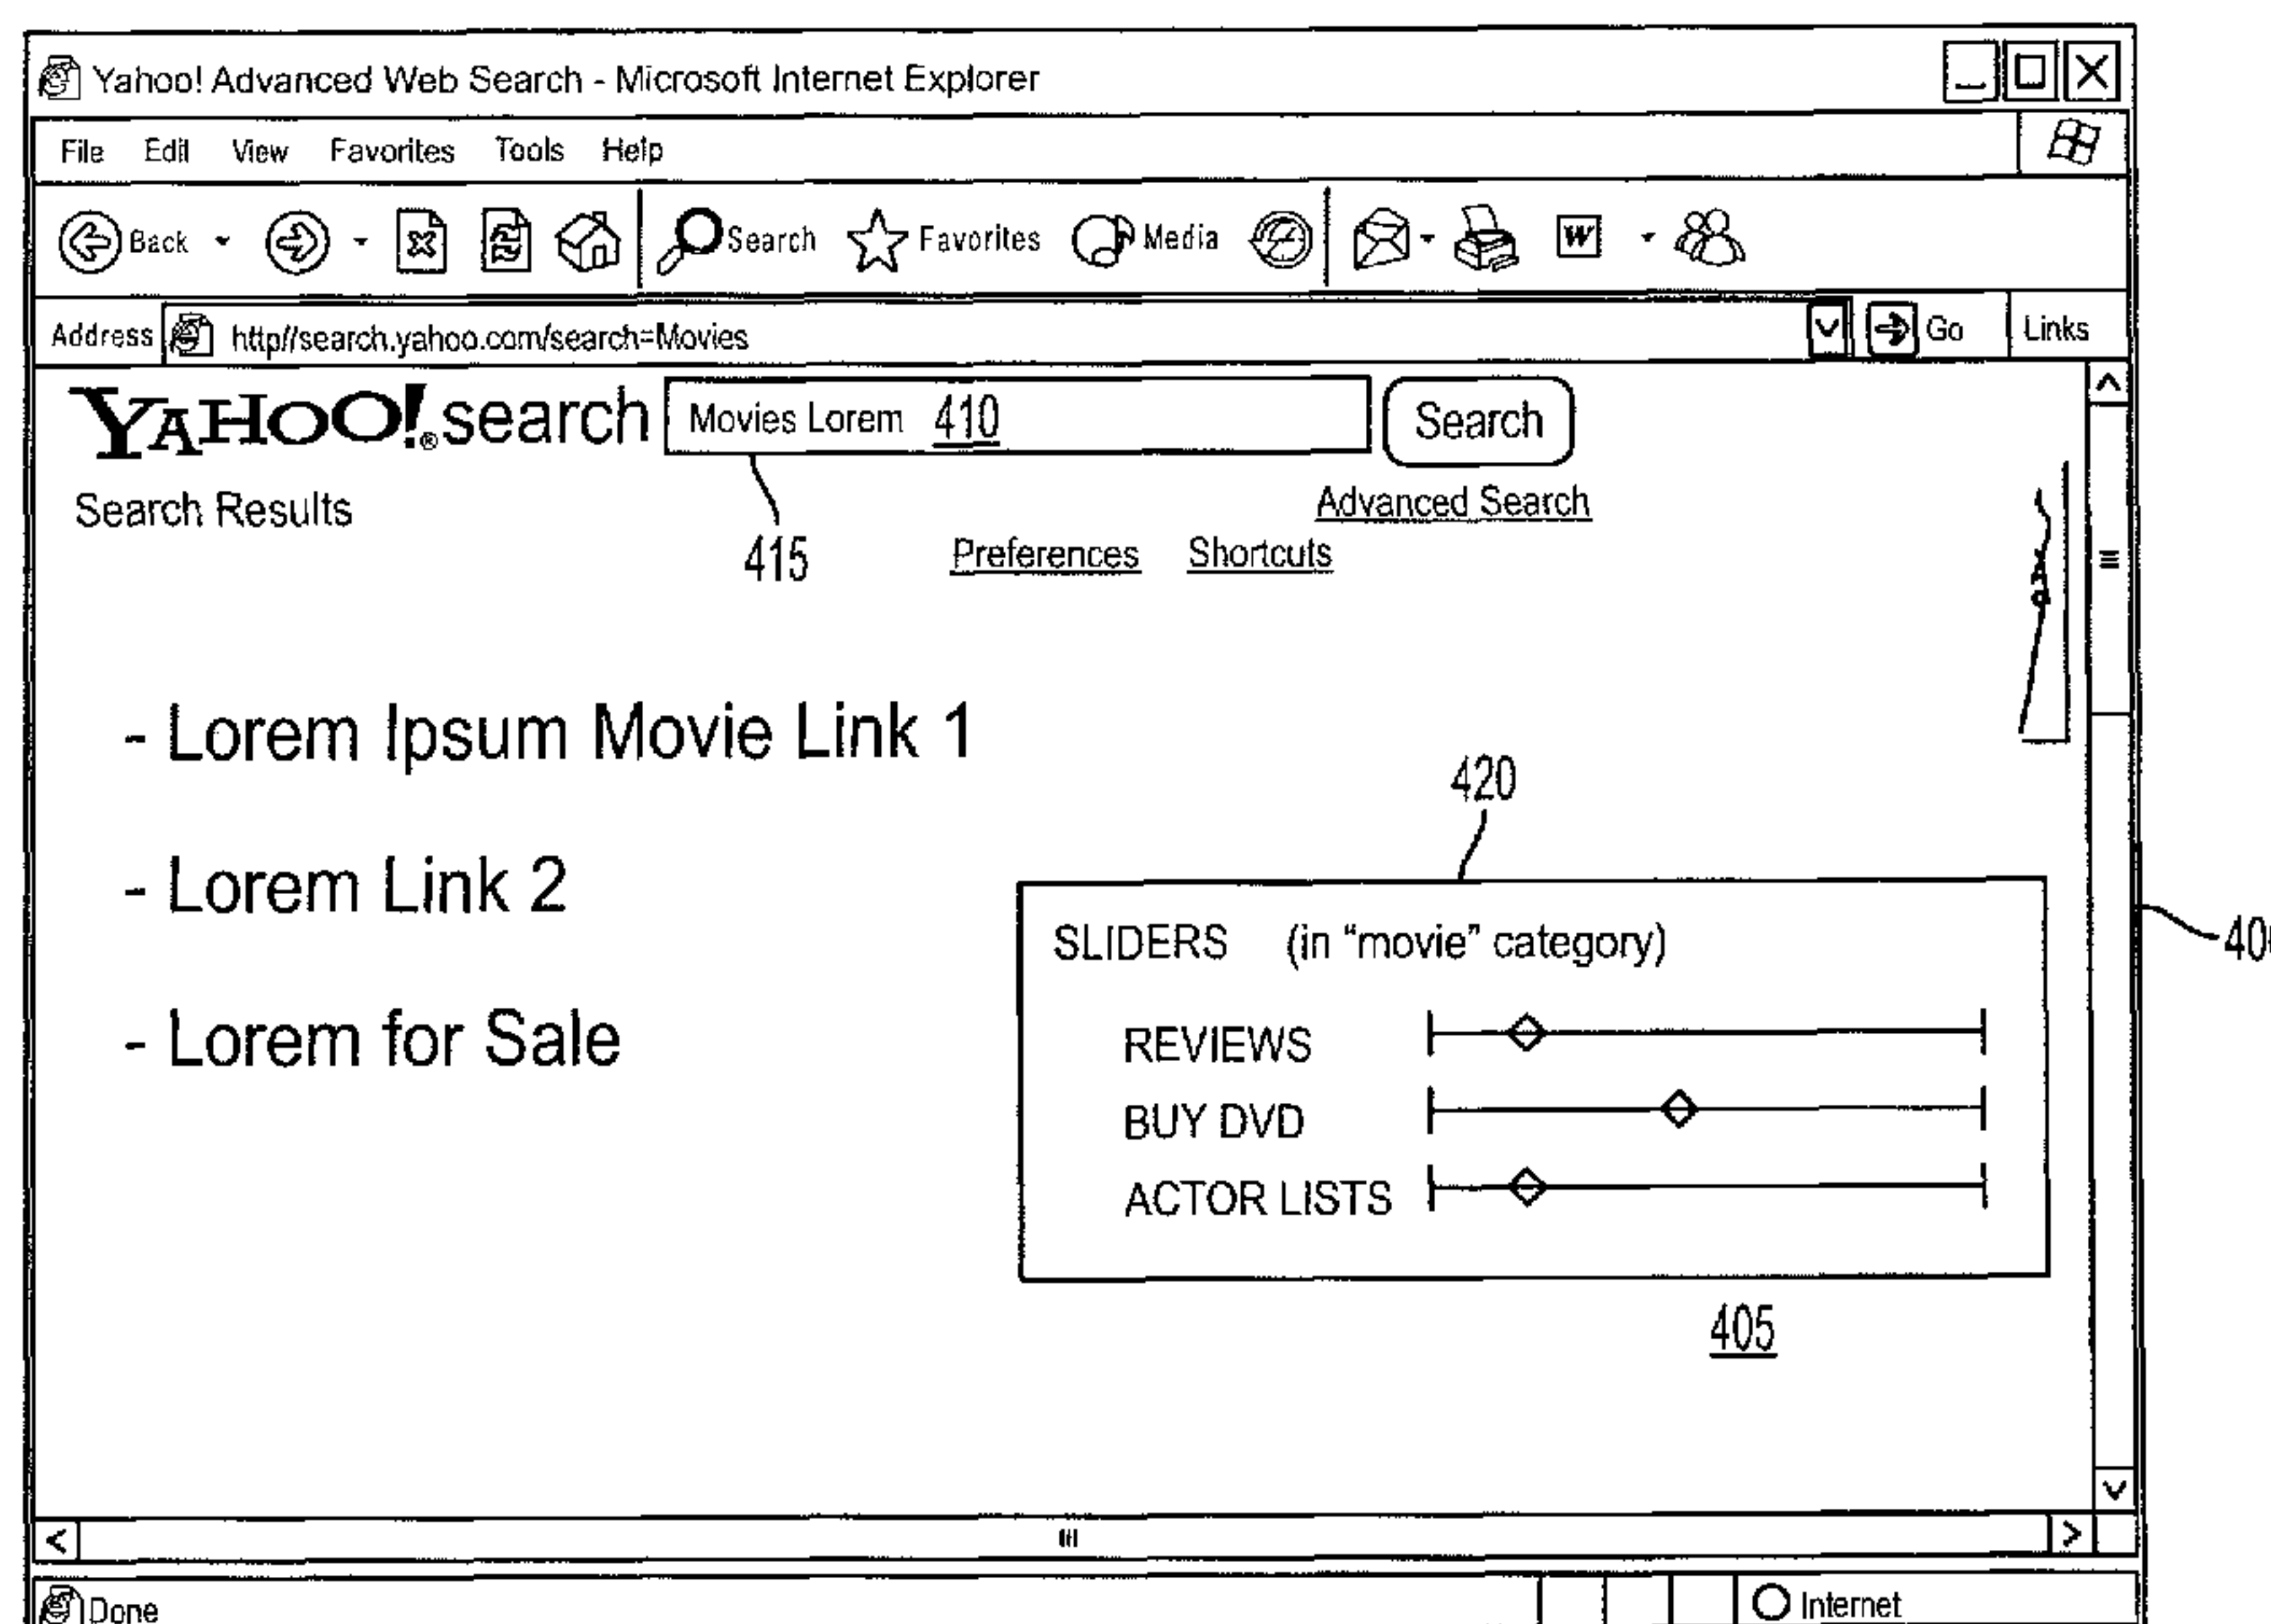 Yahoo! Advanced Web Search - Microsoft Internet Explorer
File Edit View Favorites Tools Help
Back Search Favorites Media W
Address http//search.yahoo.com/search=Movies Go Links
YAHOO!® search Movies Lorem 410 Search
Search Results Advanced Search
415 Preferences Shortcuts
- Lorem Ipsum Movie Link 1
420
- Lorem Link 2
SLIDERS (in “movie” category)
- Lorem for Sale
REVIEWS
BUY DVD
ACTOR LISTS
405
Done Internet